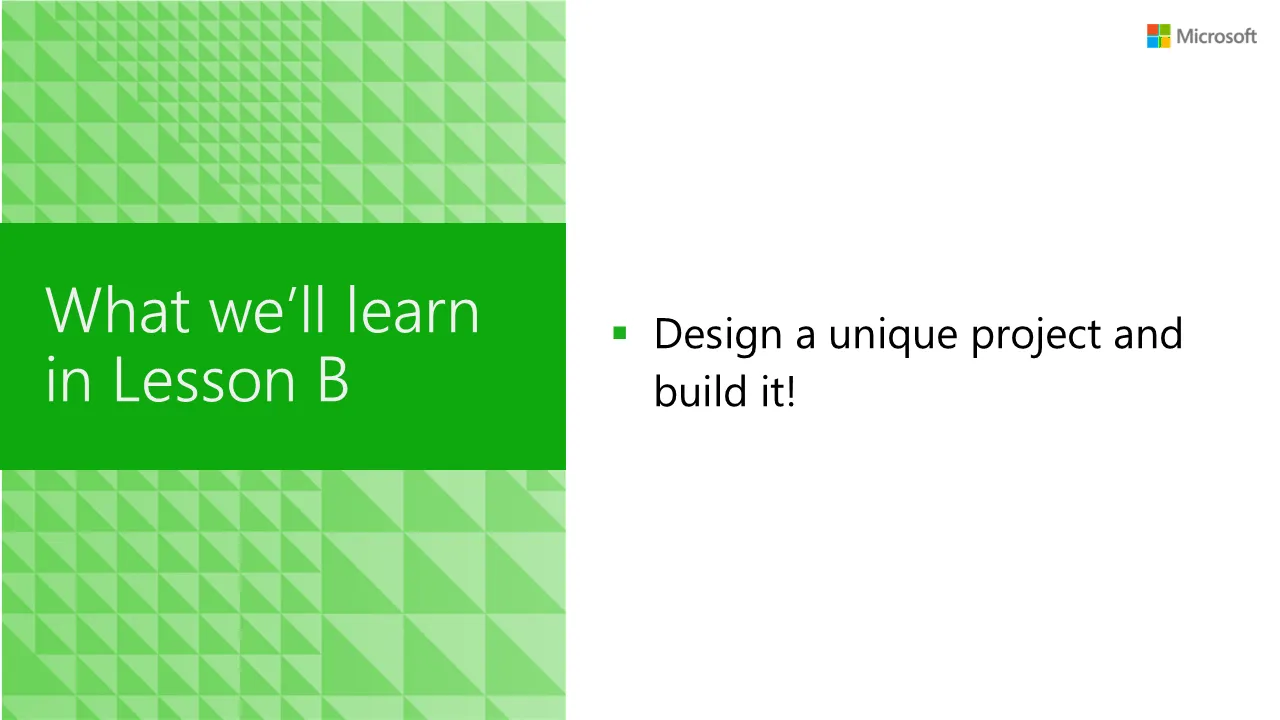 Microsoft
What we’ll learn
in Lesson B
Design a unique project and
build it!